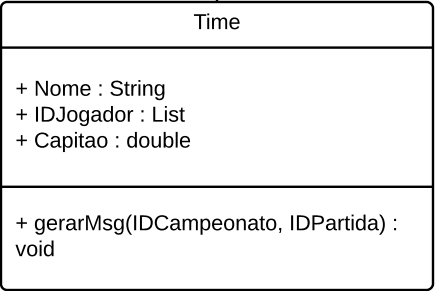 Time
+ Nome : String
+ IDJogador : List
+ Capitao : double
+ gerarMsg(IDCampeonato, IDPartida) :
void